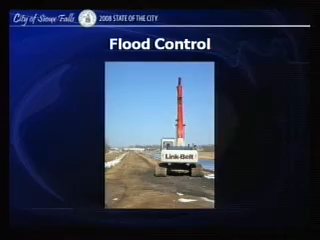 City of Sioux Falls 2008 STATE OF THE CITY
Flood Control
Link-Belt